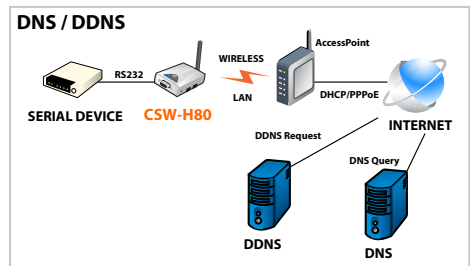 DNS / DDNS
AccessPoint
WIRELESS
RS232
LAN
DHCP/PPPoE
SERIAL DEVICE
CSW-H80
INTERNET
DDNS Request
DNS Query
DDNS
DNS